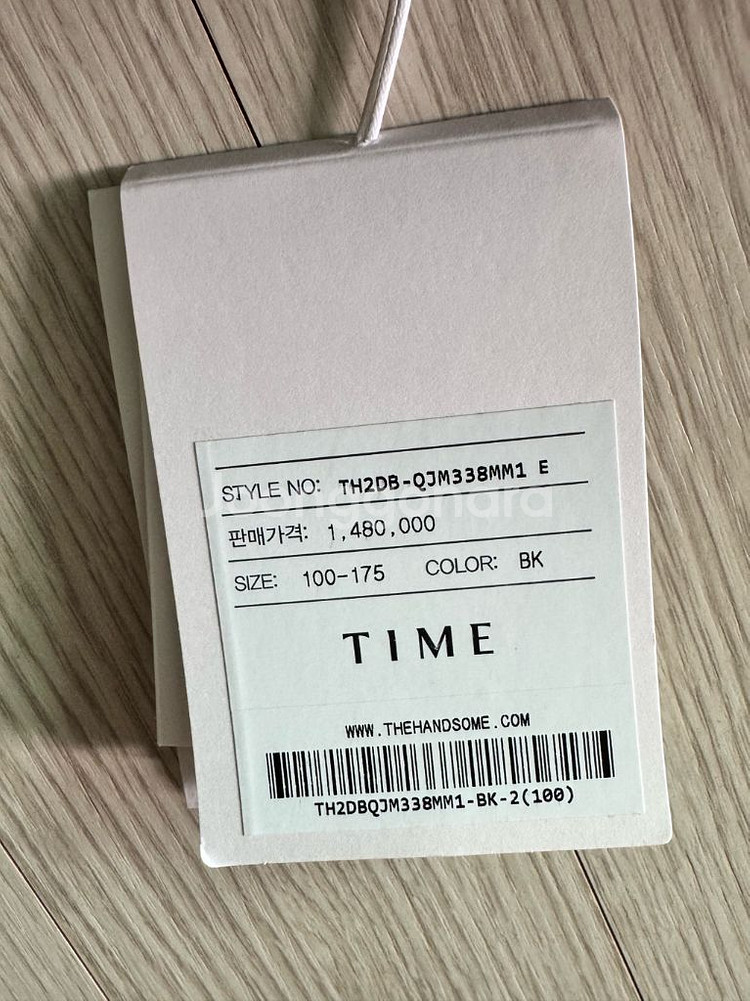 STYLE NO: TH2DB-QJM338MM1 E
Joongonara
판매가격: 1,480,000
SIZE: 100-175 COLOR: BK
TIME
WWW.THEHANDSOME.COM
TH2DBQJM338MM1-BK-2(100)